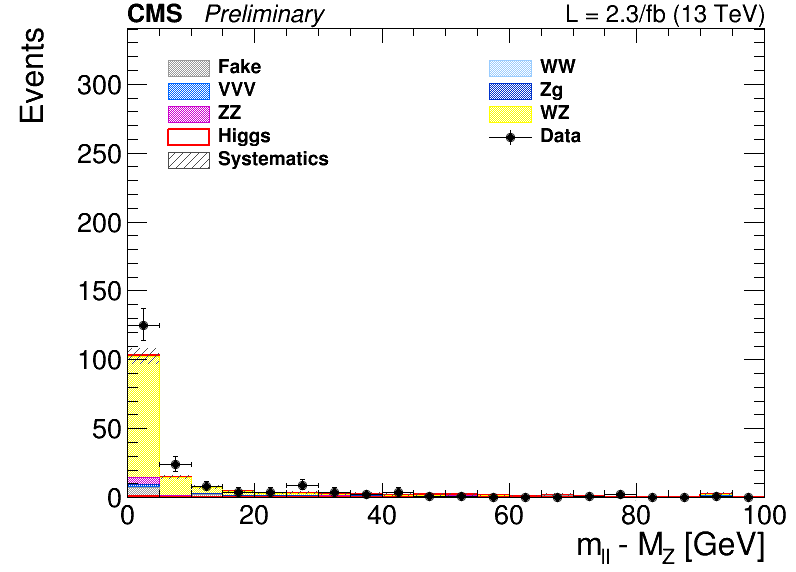 CMS Preliminary L = 2.3/fb (13 TeV)
Events
Fake WW
VVV Zg
ZZ WZ
Higgs Data
Systematics
300
250
200
150
100
50
0
0 20 40 60 80 100
m_ll - M_Z [GeV]